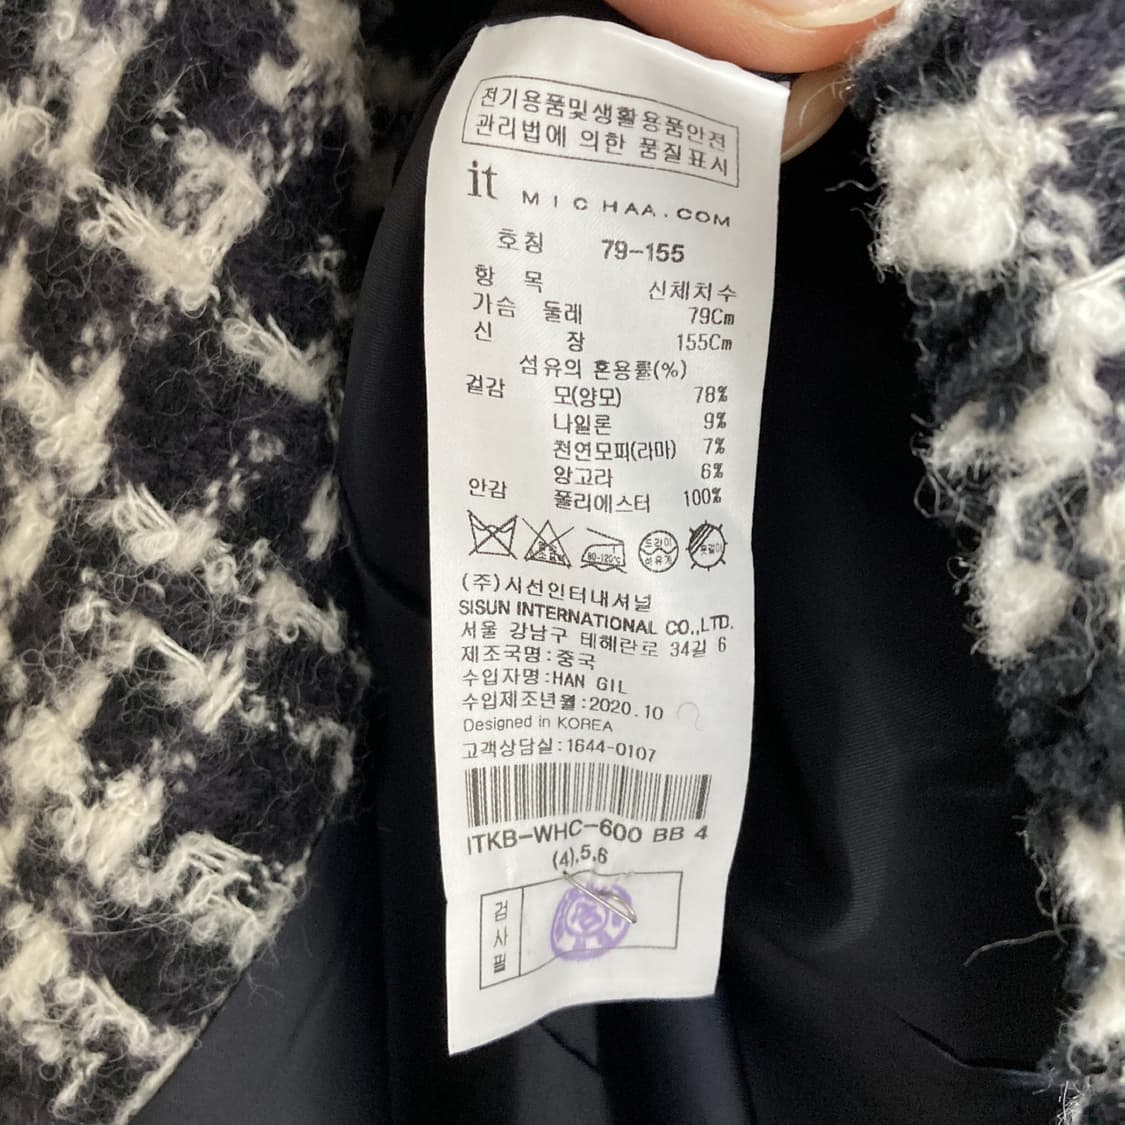 전기용품및생활용품안전
관리법에 의한 품질표시
it MICHAA.COM
호칭 79-155
항 목 신체치수
가슴 둘레 79Cm
신 장 155Cm
섬유의 혼용률(%)
겉감 모(양모) 78%
나일론 9%
천연모피(라마) 7%
앙고라 6%
안감 폴리에스터 100%
80-120℃ 드라이
(주)시선인터내셔널
SISUN INTERNATIONAL CO.,LTD.
서울 강남구 테헤란로 34길 6
제조국명:중국
수입자명:HAN GIL
수입제조년월:2020.10
Designed in KOREA
고객상담실:1644-0107
ITKB-WHC-600 BB 4
(4),5,6
검사필